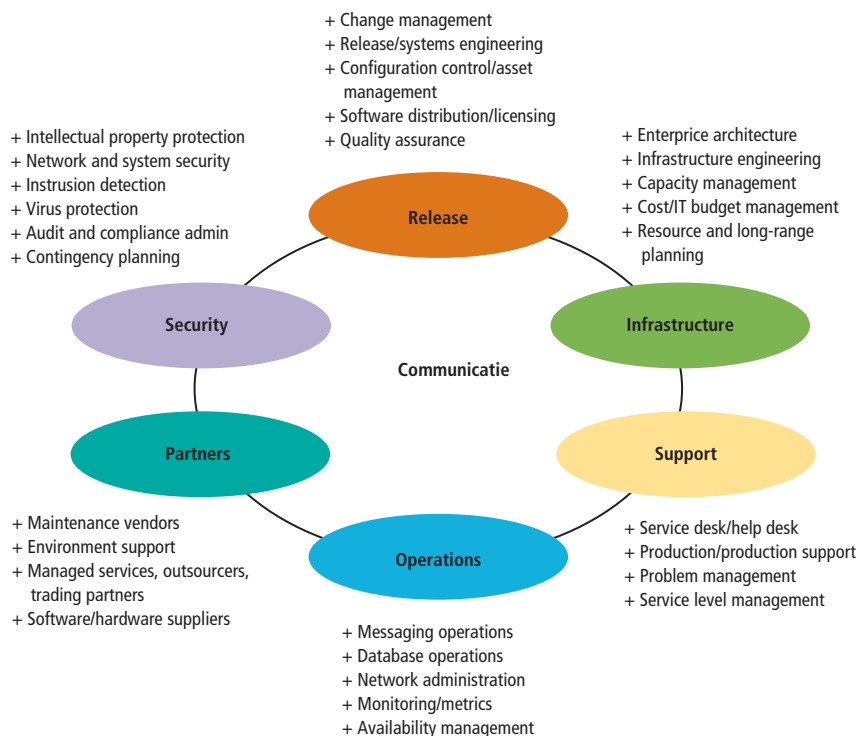 + Change management
+ Release/systems engineering
+ Configuration control/asset
management
+ Software distribution/licensing
+ Quality assurance
+ Intellectual property protection
+ Network and system security
+ Instrusion detection
+ Virus protection
+ Audit and compliance admin
+ Contingency planning
+ Enterprice architecture
+ Infrastructure engineering
+ Capacity management
+ Cost/IT budget management
+ Resource and long-range
planning
Release
Security
Infrastructure
Communicatie
Partners
Support
Operations
+ Maintenance vendors
+ Environment support
+ Managed services, outsourcers,
trading partners
+ Software/hardware suppliers
+ Service desk/help desk
+ Production/production support
+ Problem management
+ Service level management
+ Messaging operations
+ Database operations
+ Network administration
+ Monitoring/metrics
+ Availability management